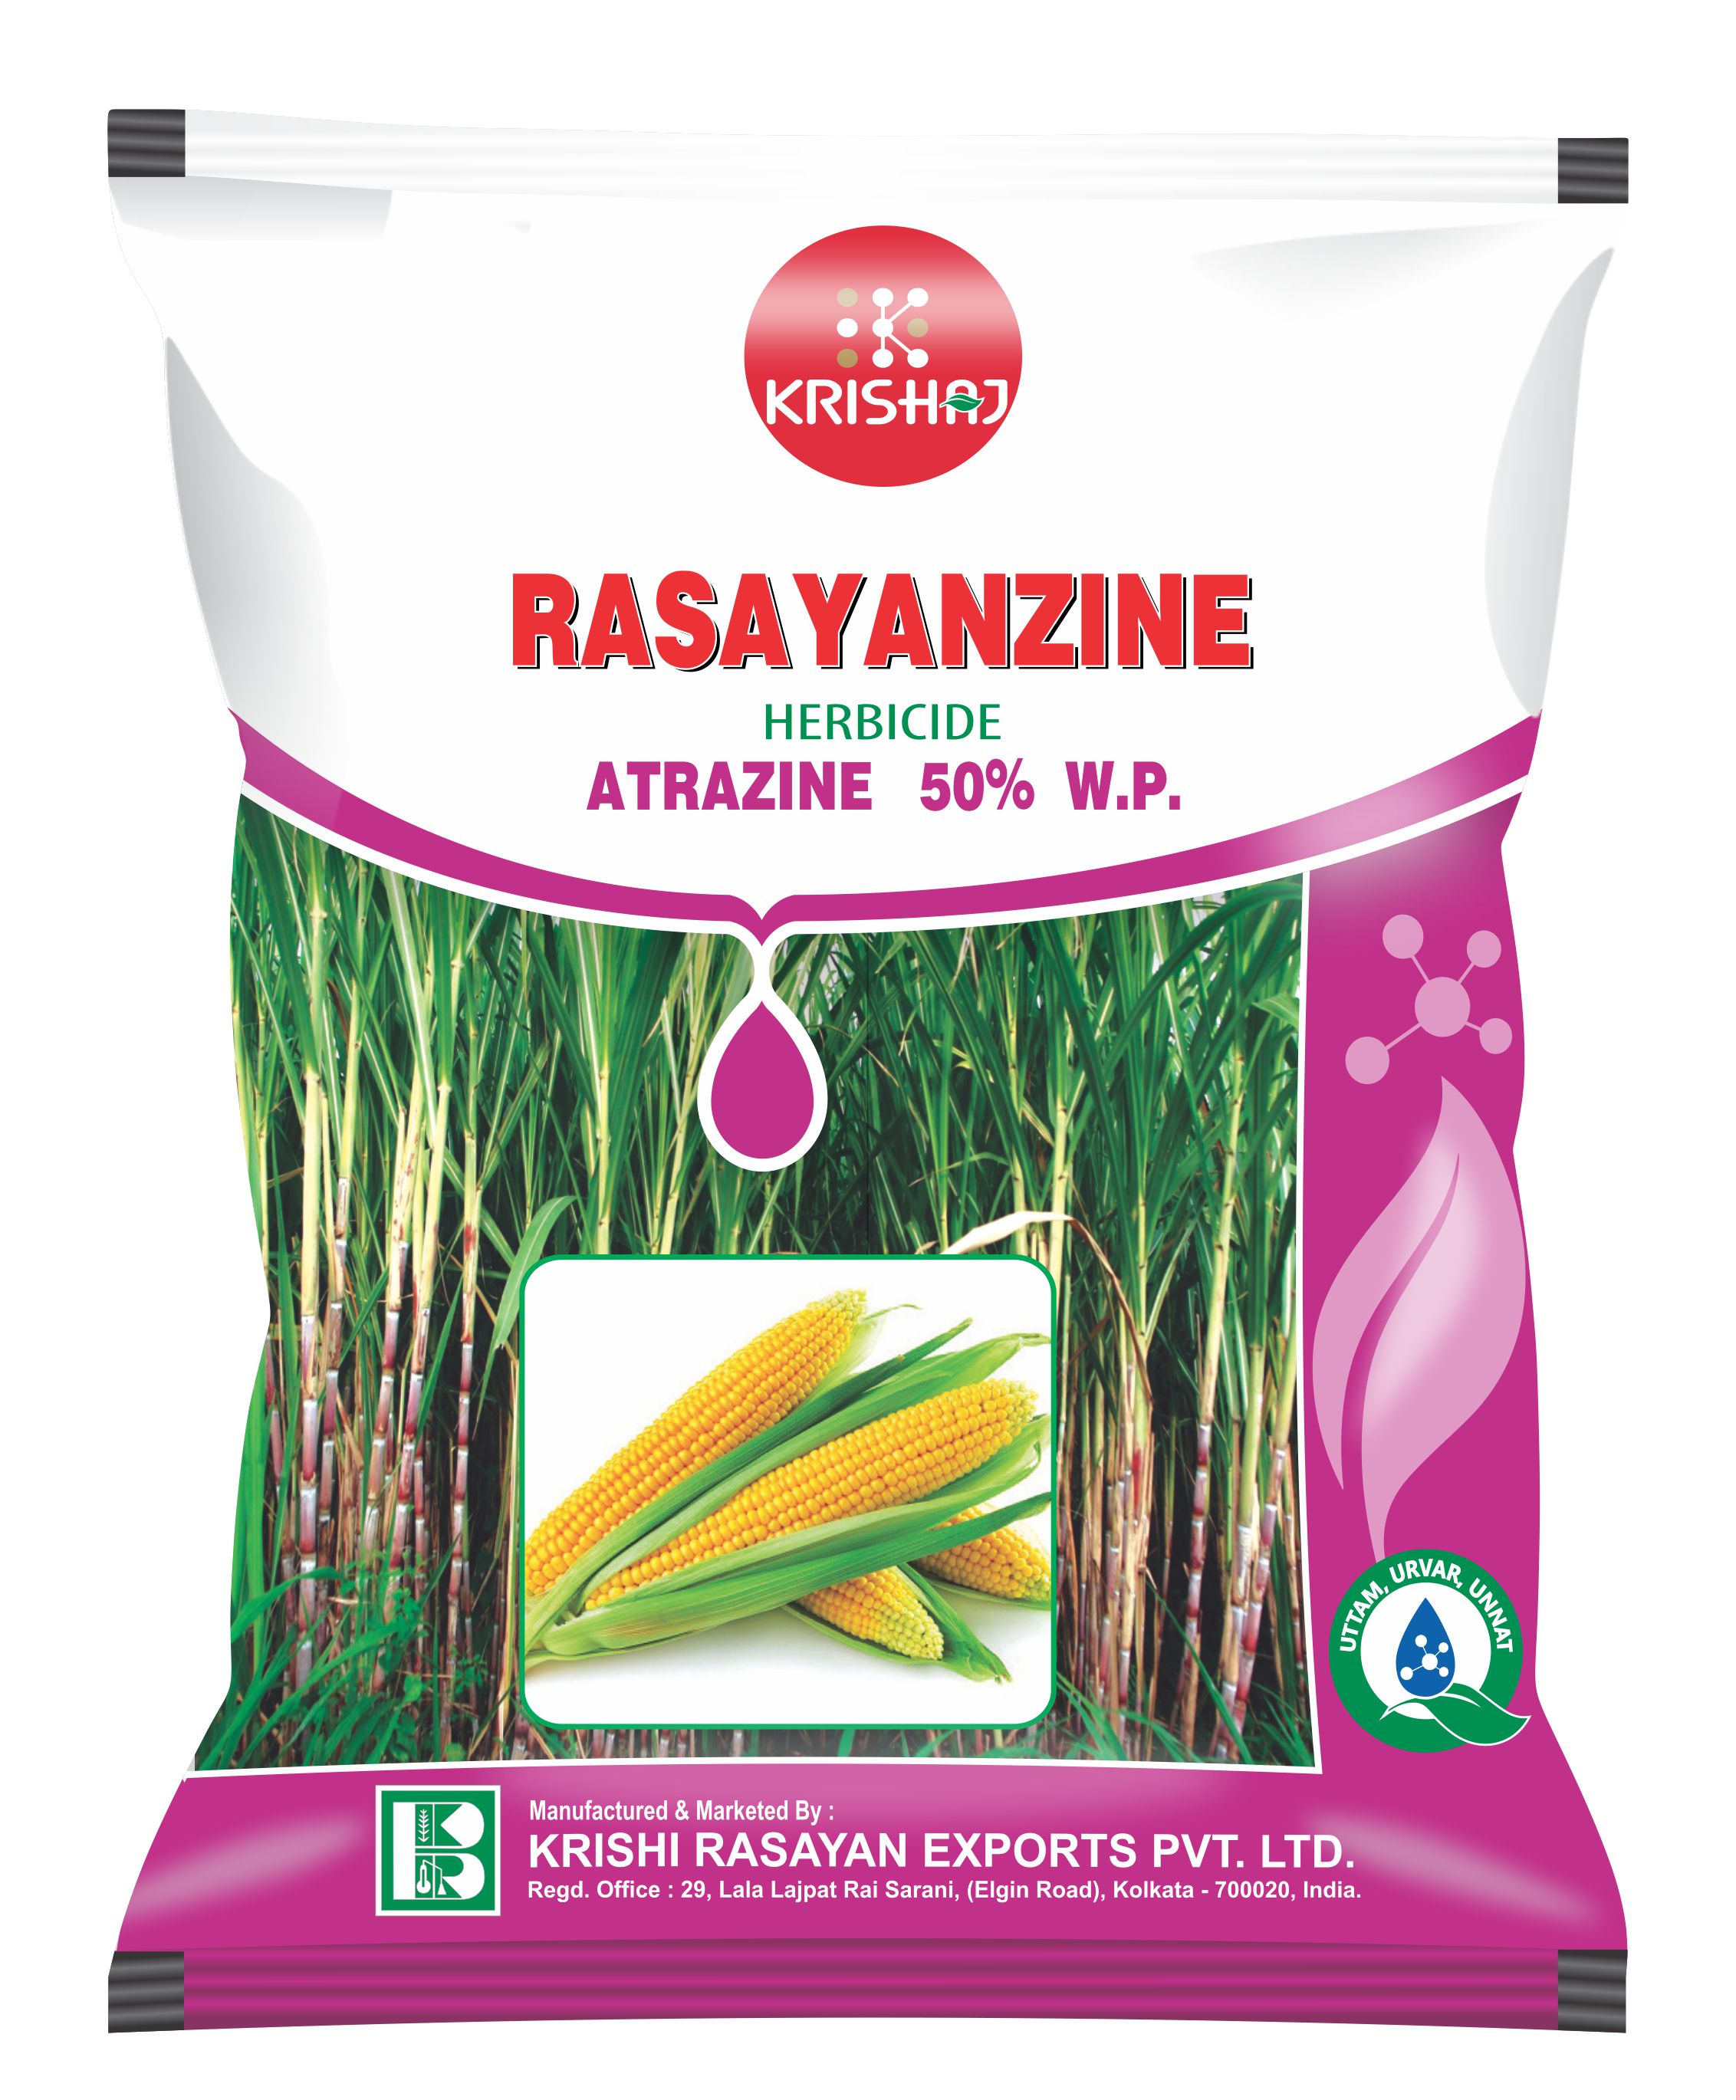 KRISHAJ
RASAYANZINE
HERBICIDE
ATRAZINE 50% W.P.
UTTAM, URVAR, UNNAT
Manufactured & Marketed By :
KRISHI RASAYAN EXPORTS PVT. LTD.
Regd. Office : 29, Lala Lajpat Rai Sarani, (Elgin Road), Kolkata - 700020, India.